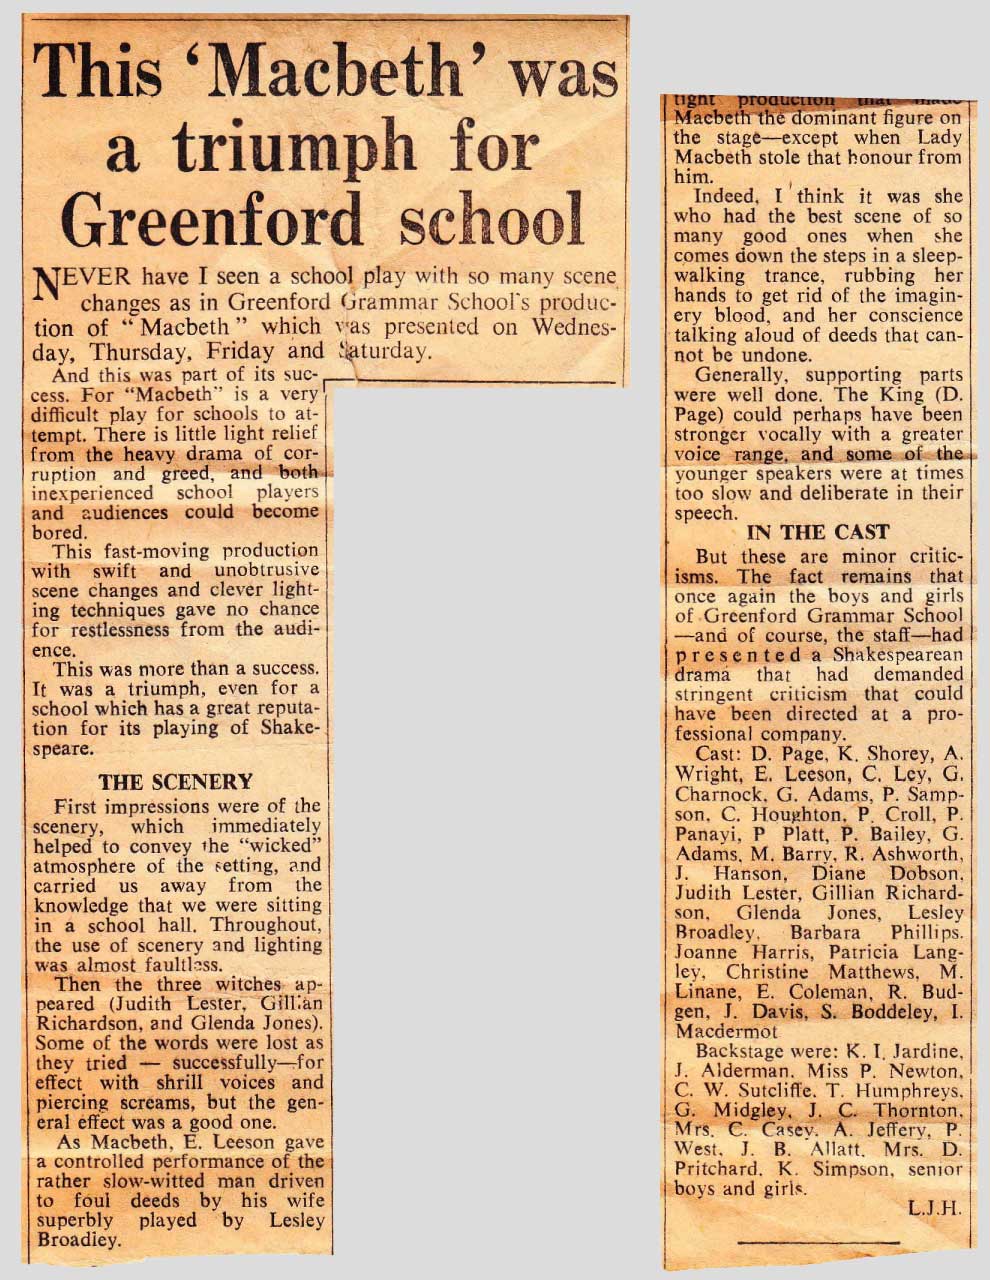 This ‘Macbeth’ was
a triumph for
Greenford school
NEVER have I seen a school play with so many scene
changes as in Greenford Grammar School's produc-
tion of “Macbeth” which was presented on Wednes-
day, Thursday, Friday and Saturday.
And this was part of its suc-
cess. For “Macbeth” is a very
difficult play for schools to at-
tempt. There is little light relief
from the heavy drama of cor-
ruption and greed, and both
inexperienced school players
and audiences could become
bored.
This fast-moving production
with swift and unobtrusive
scene changes and clever light-
ing techniques gave no chance
for restlessness from the audi-
ence.
This was more than a success.
It was a triumph, even for a
school which has a great reputa-
tion for its playing of Shake-
speare.
THE SCENERY
First impressions were of the
scenery, which immediately
helped to convey the “wicked”
atmosphere of the setting, and
carried us away from the
knowledge that we were sitting
in a school hall. Throughout,
the use of scenery and lighting
was almost faultless.
Then the three witches ap-
peared (Judith Lester, Gillian
Richardson, and Glenda Jones).
Some of the words were lost as
they tried — successfully—for
effect with shrill voices and
piercing screams, but the gen-
eral effect was a good one.
As Macbeth, E. Leeson gave
a controlled performance of the
rather slow-witted man driven
to foul deeds by his wife
superbly played by Lesley
Broadley.
tight production that made
Macbeth the dominant figure on
the stage—except when Lady
Macbeth stole that honour from
him.
Indeed, I think it was she
who had the best scene of so
many good ones when she
comes down the steps in a sleep-
walking trance, rubbing her
hands to get rid of the imagin-
ery blood, and her conscience
talking aloud of deeds that can-
not be undone.
Generally, supporting parts
were well done. The King (D.
Page) could perhaps have been
stronger vocally with a greater
voice range, and some of the
younger speakers were at times
too slow and deliberate in their
speech.
IN THE CAST
But these are minor critic-
isms. The fact remains that
once again the boys and girls
of Greenford Grammar School
—and of course, the staff—had
presented a Shakespearean
drama that had demanded
stringent criticism that could
have been directed at a pro-
fessional company.
Cast: D. Page, K. Shorey, A.
Wright, E. Leeson, C. Ley, G.
Charnock, G. Adams, P. Samp-
son, C. Houghton, P. Croll, P.
Panayi, P Platt, P. Bailey, G.
Adams, M. Barry, R. Ashworth,
J. Hanson, Diane Dobson,
Judith Lester, Gillian Richard-
son, Glenda Jones, Lesley
Broadley, Barbara Phillips.
Joanne Harris, Patricia Lang-
ley, Christine Matthews, M.
Linane, E. Coleman, R. Bud-
gen, J. Davis, S. Boddeley, I.
Macdermot
Backstage were: K. I. Jardine,
J. Alderman, Miss P. Newton,
C. W. Sutcliffe, T. Humphreys,
G. Midgley, J. C. Thornton,
Mrs. C. Casey, A. Jeffery, P.
West, J. B. Allatt, Mrs. D.
Pritchard, K. Simpson, senior
boys and girls.
L.J.H.